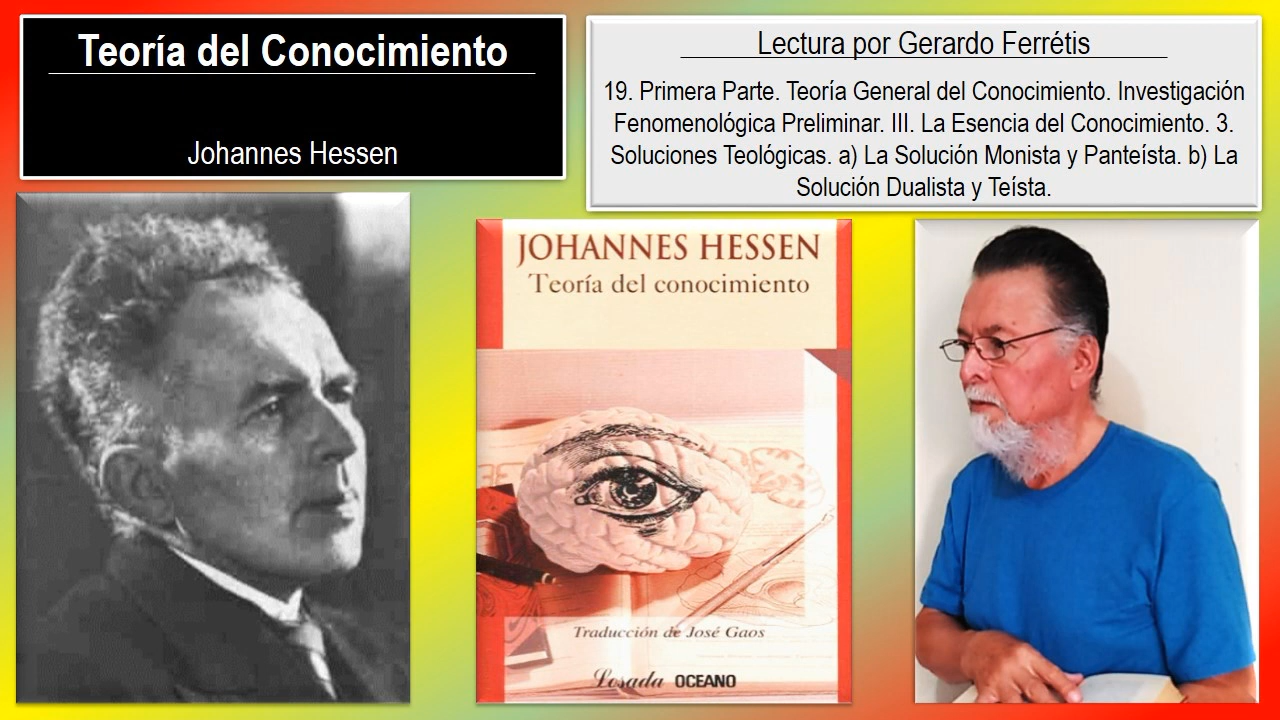 Teoría del Conocimiento
Johannes Hessen
Lectura por Gerardo Ferrétis
19. Primera Parte. Teoría General del Conocimiento. Investigación
Fenomenológica Preliminar. III. La Esencia del Conocimiento. 3.
Soluciones Teológicas. a) La Solución Monista y Panteísta. b) La
Solución Dualista y Teísta.
JOHANNES HESSEN
Teoría del conocimiento
Traducción de José Gaos
Losada OCEANO